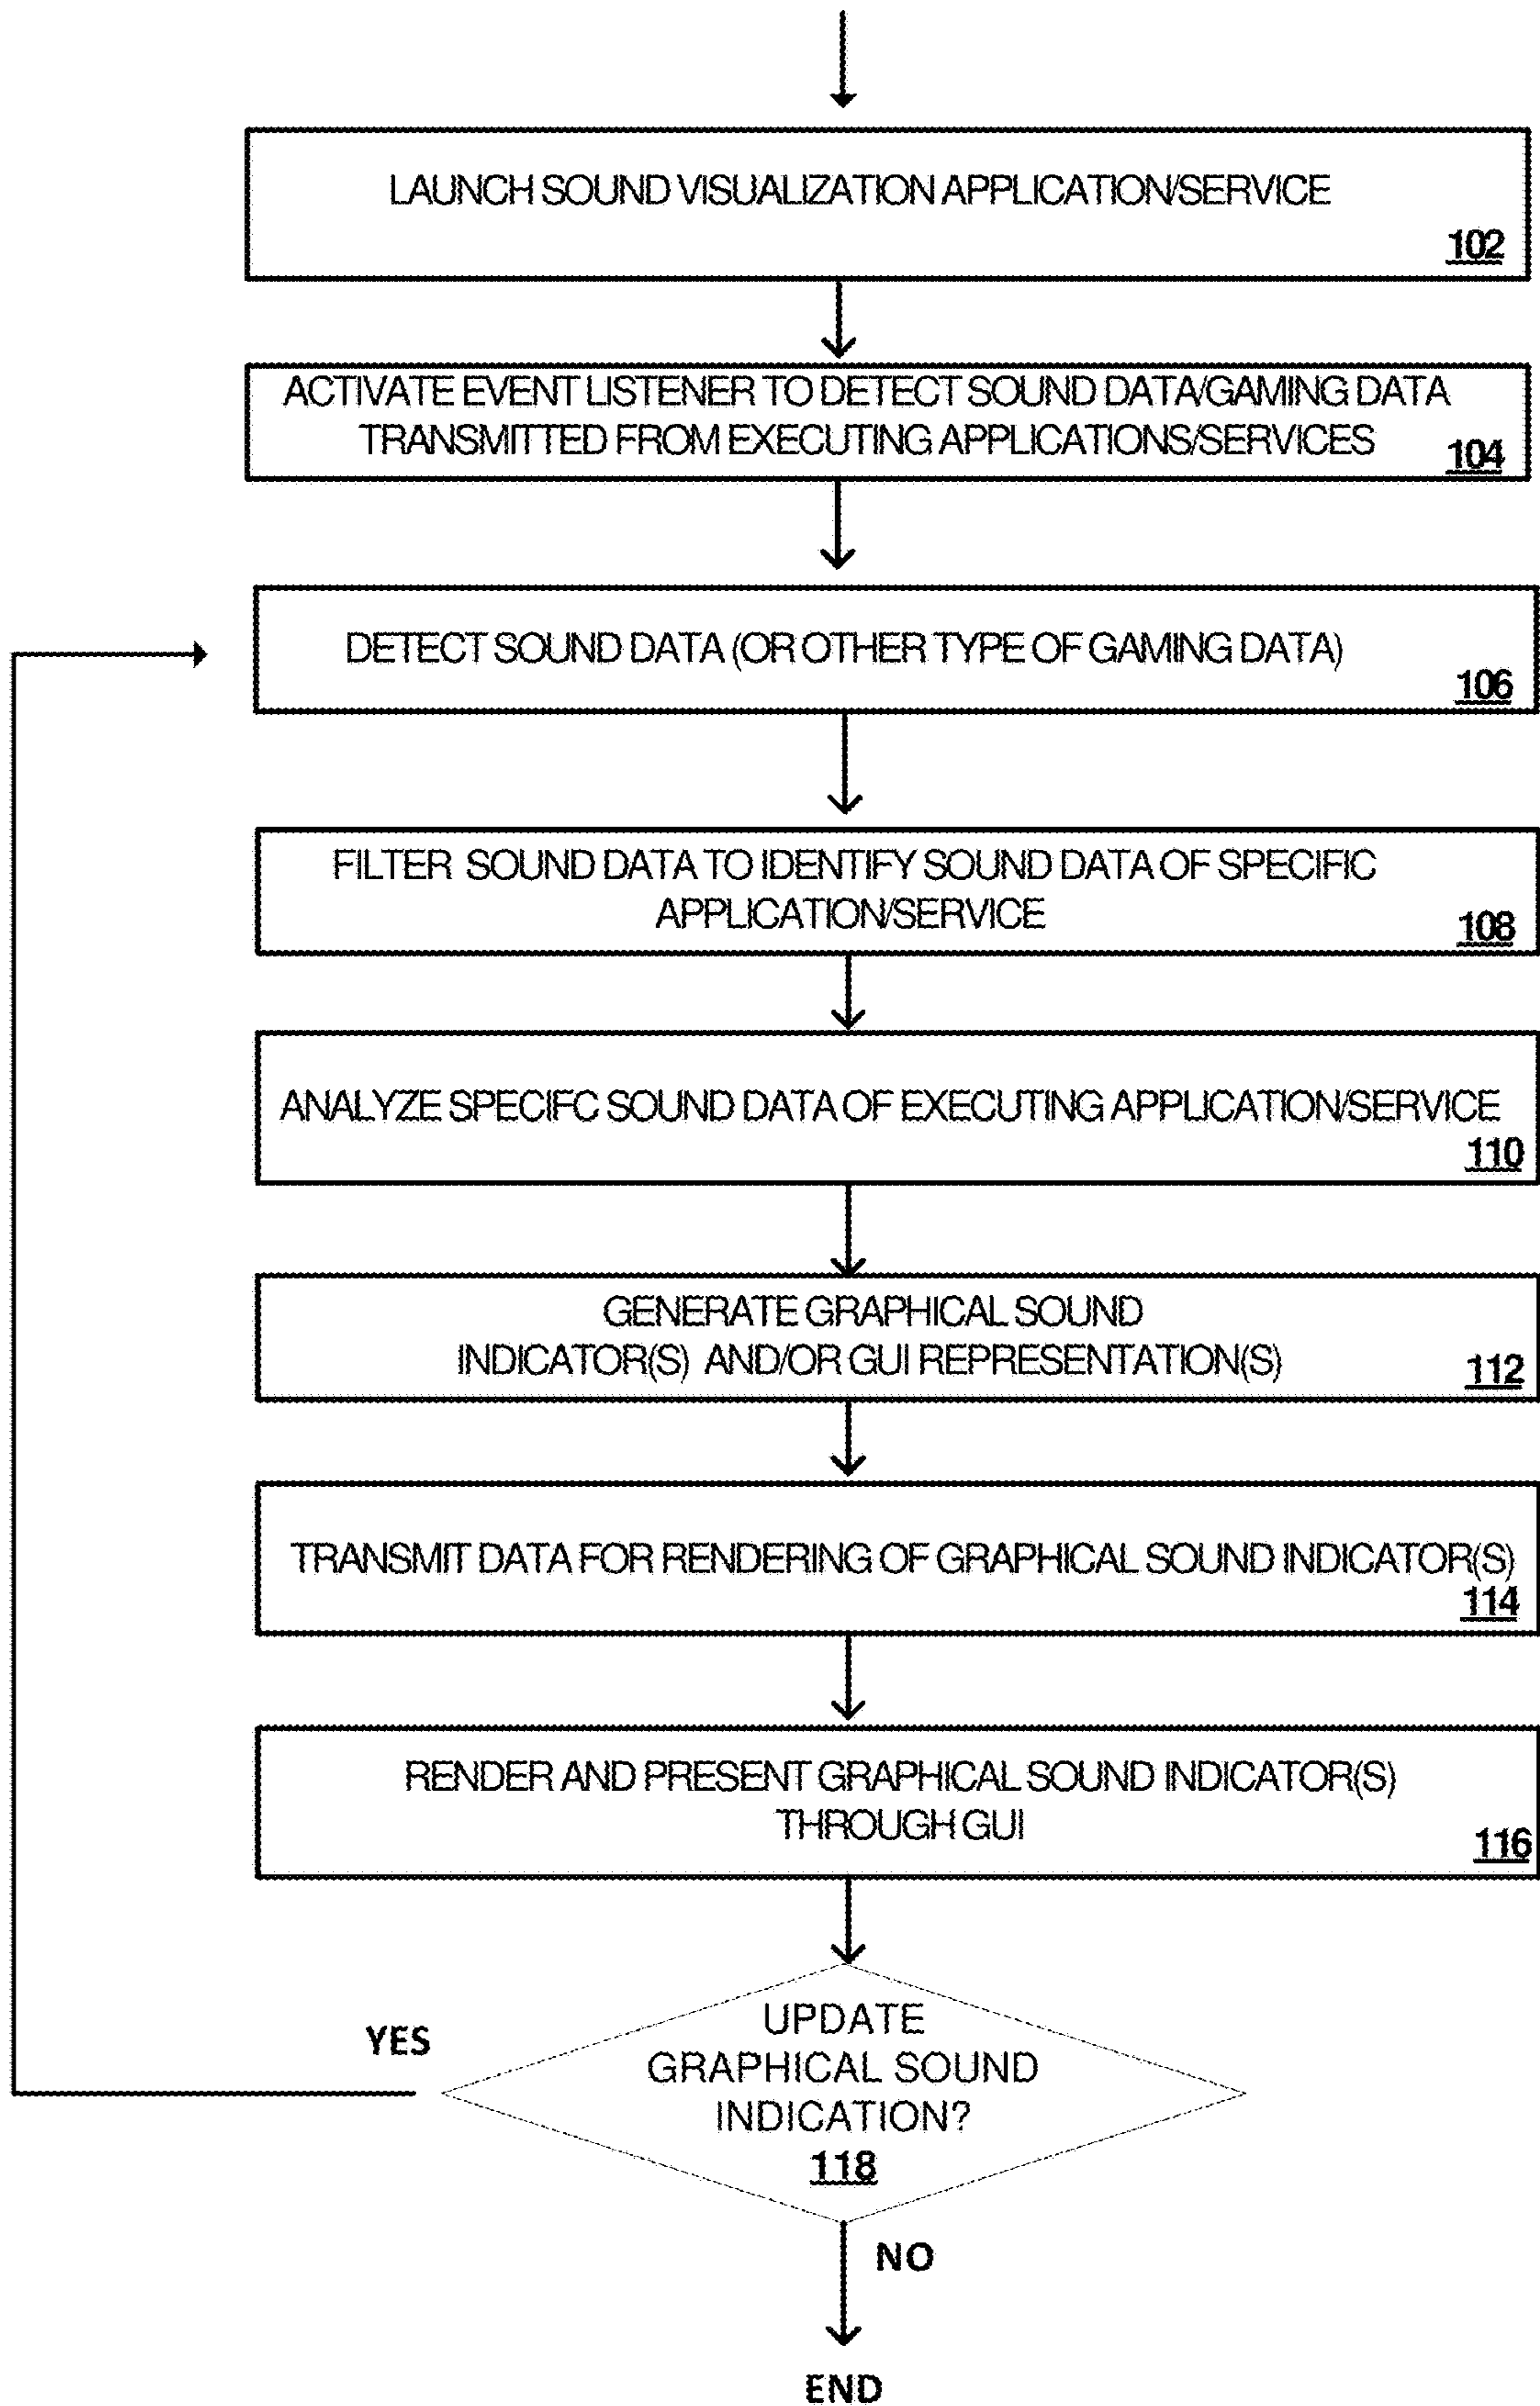 LAUNCH SOUND VISUALIZATION APPLICATION/SERVICE
102
ACTIVATE EVENT LISTENER TO DETECT SOUND DATA/GAMING DATA
TRANSMITTED FROM EXECUTING APPLICATIONS/SERVICES
104
DETECT SOUND DATA (OR OTHER TYPE OF GAMING DATA)
106
FILTER SOUND DATA TO IDENTIFY SOUND DATA OF SPECIFIC
APPLICATION/SERVICE
108
ANALYZE SPECIFC SOUND DATA OF EXECUTING APPLICATION/SERVICE
110
GENERATE GRAPHICAL SOUND
INDICATOR(S) AND/OR GUI REPRESENTATION(S)
112
TRANSMIT DATA FOR RENDERING OF GRAPHICAL SOUND INDICATOR(S)
114
RENDER AND PRESENT GRAPHICAL SOUND INDICATOR(S)
THROUGH GUI
116
YES
UPDATE
GRAPHICAL SOUND
INDICATION?
118
NO
END